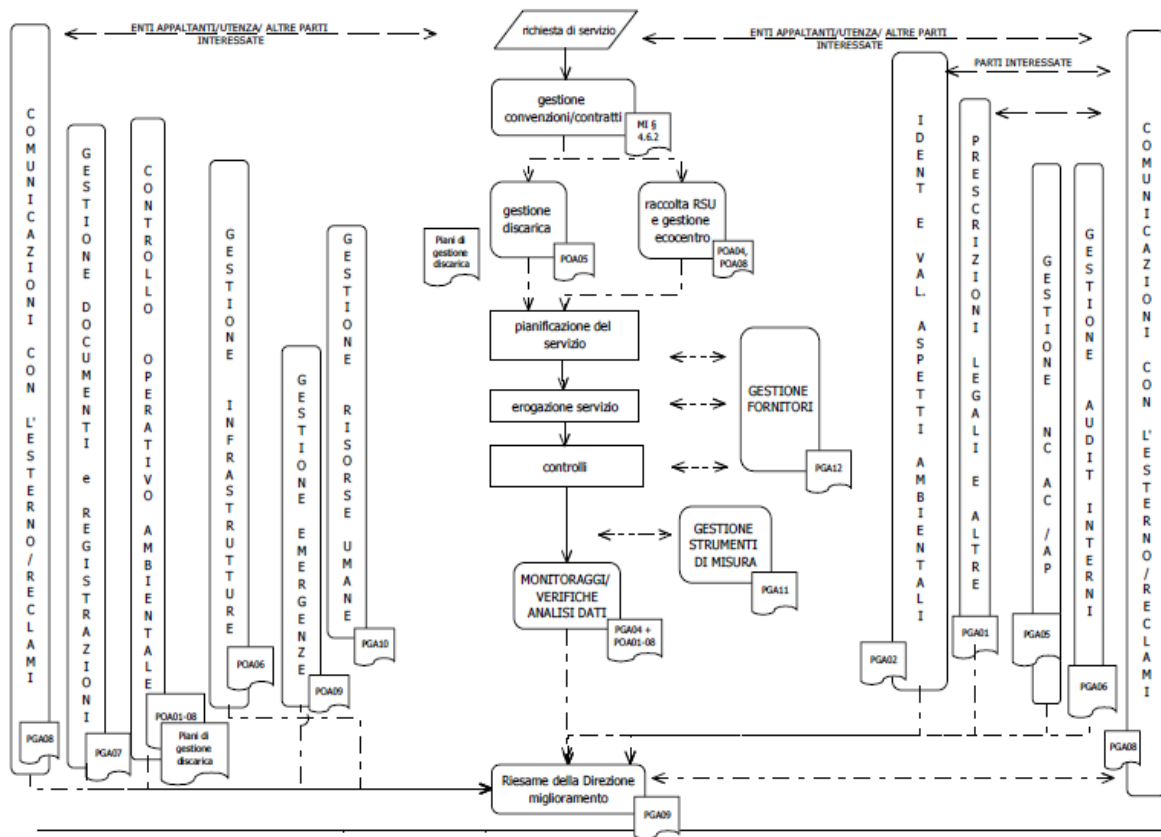 ENTI APPALTANTI/UTENZA/ ALTRE PARTI
INTERESSATE
richiesta di servizio
ENTI APPALTANTI/UTENZA/ ALTRE PARTI
INTERESSATE
PARTI INTERESSATE
gestione
convenzioni/contratti
MI §
4.6.2
gestione
discarica
POA05
Piani di
gestione
discarica
raccolta RSU
e gestione
ecocentro
POA04,
POA08
pianificazione del
servizio
erogazione servizio
controlli
GESTIONE
FORNITORI
PGA12
GESTIONE
STRUMENTI
DI MISURA
PGA11
MONITORAGGI/
VERIFICHE
ANALISI DATI
PGA04 +
POA01-08
Riesame della Direzione
miglioramento
PGA09
COMUNICAZIONI CON L'ESTERNO/RECLAMI
PGA08
GESTIONE DOCUMENTI e REGISTRAZIONI
PGA07
CONTROLLO OPERATIVO AMBIENTALE
POA01-08
Piani di
gestione
discarica
GESTIONE INFRASTRUTTURE
POA06
GESTIONE EMERGENZE
POA09
GESTIONE RISORSE UMANE
PGA10
IDENT E VAL. ASPETTI AMBIENTALI
PGA02
PRESCRIZIONI LEGALI E ALTRE
PGA01
GESTIONE NC AC /AP
PGA05
GESTIONE AUDIT INTERNI
PGA06
COMUNICAZIONI CON L'ESTERNO/RECLAMI
PGA08